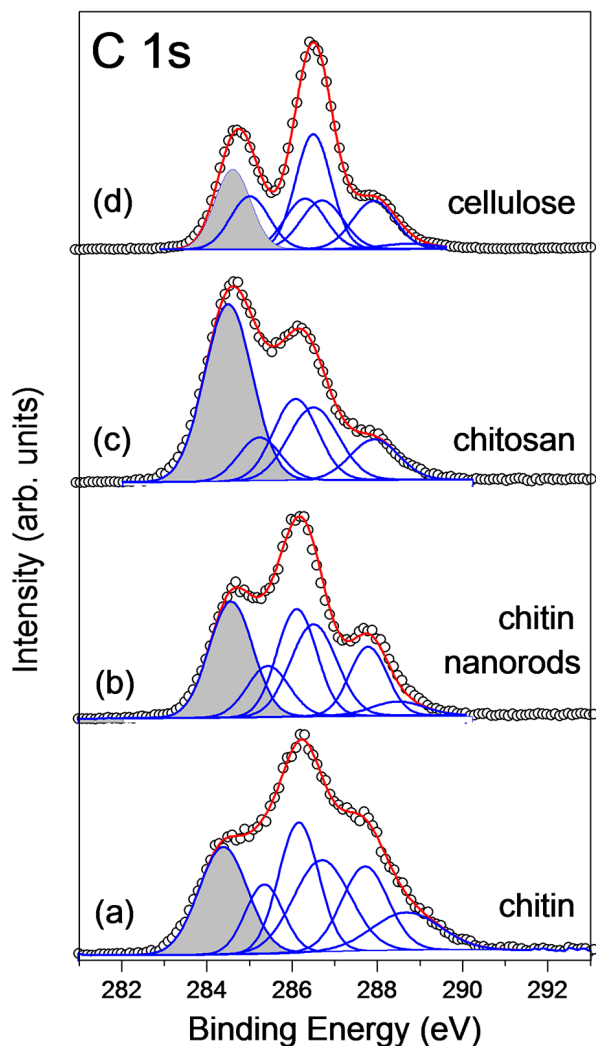 C 1s
(d)
cellulose
(c)
chitosan
chitin
nanorods
(b)
(a)
chitin
Intensity (arb. units)
282 284 286 288 290 292
Binding Energy (eV)